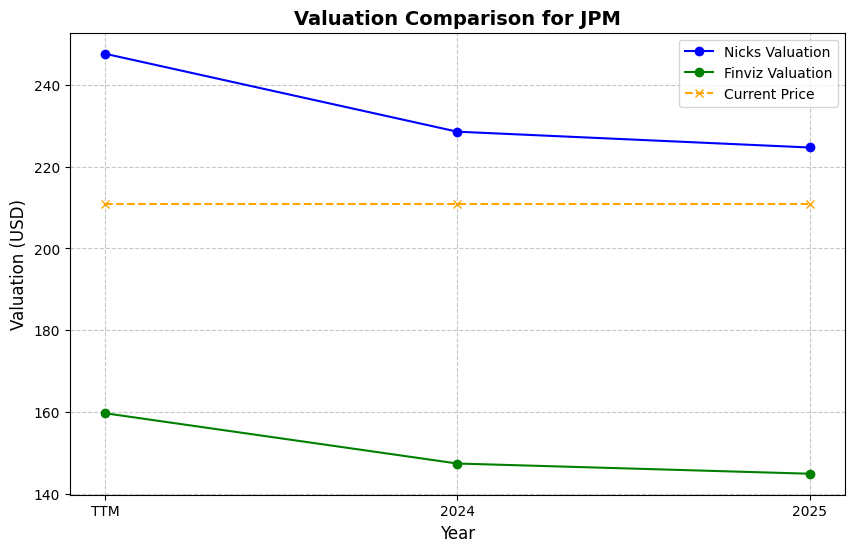 Valuation Comparison for JPM
Nicks Valuation
Finviz Valuation
Current Price
Valuation (USD)
240
220
200
180
160
140
TTM
2024
2025
Year